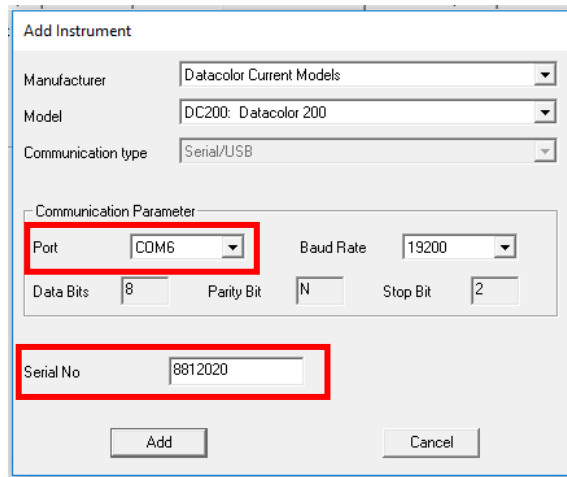 Add Instrument
Manufacturer Datacolor Current Models
Model DC200: Datacolor 200
Communication type Serial/USB
Communication Parameter
Port COM6 Baud Rate 19200
Data Bits 8 Parity Bit N Stop Bit 2
Serial No 8812020
Add Cancel